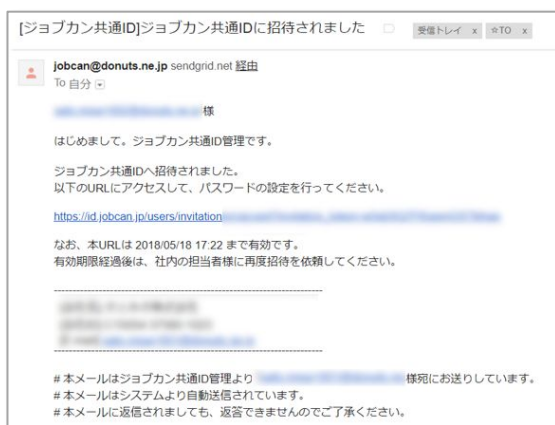 [ジョブカン共通ID]ジョブカン共通IDに招待されました 受信トレイ x ☆TO x
jobcan@donuts.ne.jp sendgrid.net 経由
To 自分
様
はじめまして。ジョブカン共通ID管理です。
ジョブカン共通IDへ招待されました。
以下のURLにアクセスして、パスワードの設定を行ってください。
https://id.jobcan.jp/users/invitation
なお、本URLは 2018/05/18 17:22 まで有効です。
有効期限経過後は、社内の担当者様に再度招待を依頼してください。
------------------------------------------------------------
------------------------------------------------------------
# 本メールはジョブカン共通ID管理より 様宛にお送りしています。
# 本メールはシステムより自動送信されています。
# 本メールに返信されましても、返答できませんのでご了承ください。